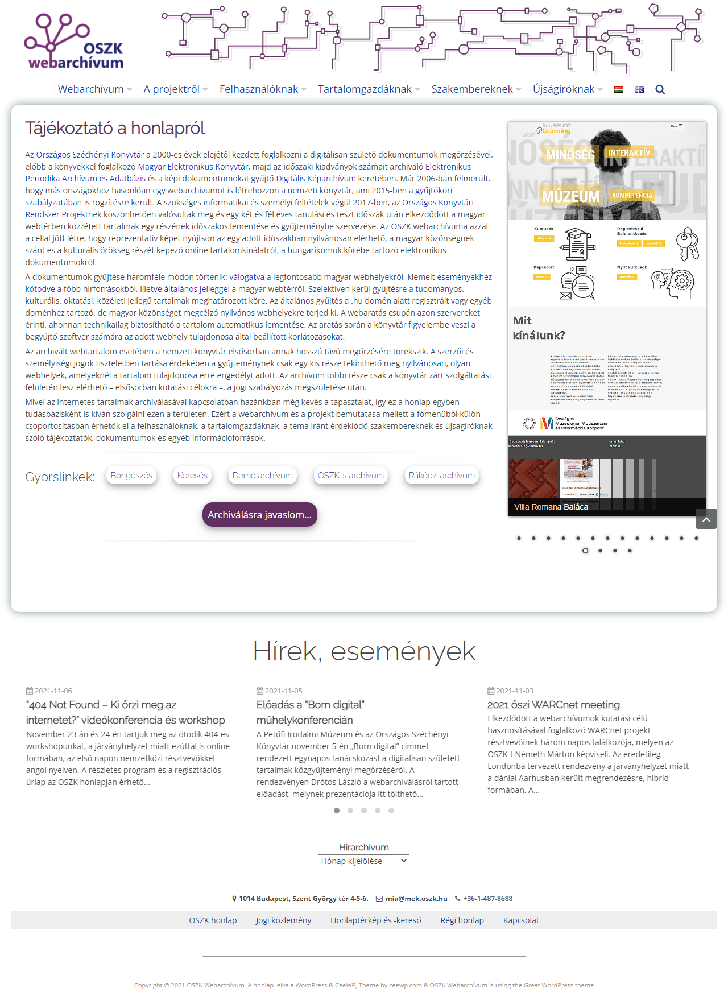 OSZK
webarchívum
Webarchívum A projektről Felhasználóknak Tartalomgazdáknak Szakembereknek Újságíróknak
Tájékoztató a honlapról
Az Országos Széchényi Könyvtár a 2000-es évek elejétől kezdett foglalkozni a digitálisan születő dokumentumok megőrzésével,
előbb a könyvekkel foglalkozó Magyar Elektronikus Könyvtár, majd az időszaki kiadványok számait archiváló Elektronikus
Periodika Archívum és Adatbázis és a képi dokumentumokat gyűjtő Digitális Képarchívum keretében. Már 2006-ban felmerült,
hogy más országokhoz hasonlóan egy webarchívumot is létrehozzon a nemzeti könyvtár, ami 2015-ben a gyűjtőköri
szabályzatában is rögzítésre került. A szükséges informatikai és személyi feltételek végül 2017-ben, az Országos Könyvtári
Rendszer Projektnek köszönhetően valósultak meg és egy két és fél éves tanulási és teszt időszak után elkezdődött a magyar
webtérben közzétett tartalmak egy részének időszakos lementése és gyűjteménybe szervezése. Az OSZK webarchívuma azzal
a céllal jött létre, hogy reprezentatív képet nyújtson az egy adott időszakban nyilvánosan elérhető, a magyar közönségnek
szánt és a kulturális örökség részét képező online tartalomkínálatról, a hungarikumok körébe tartozó elektronikus
dokumentumokról.
A dokumentumok gyűjtése háromféle módon történik: válogatva a legfontosabb magyar webhelyekről, kiemelt eseményekhez
kötődve a főbb hírforrásokból, illetve általános jelleggel a magyar webtérről. Szelektíven kerül gyűjtésre a tudományos,
kulturális, oktatási, közéleti jellegű tartalmak meghatározott köre. Az általános gyűjtés a .hu domén alatt regisztrált vagy egyéb
doménhez tartozó, de magyar közönséget megcélzó nyilvános webhelyekre terjed ki. A webaratás csupán azon szervereket
érinti, ahonnan technikailag biztosítható a tartalom automatikus lementése. Az aratás során a könyvtár figyelembe veszi a
begyűjtő szoftver számára az adott webhely tulajdonosa által beállított korlátozásokat.
Az archivált webtartalom esetében a nemzeti könyvtár elsősorban annak hosszú távú megőrzésére törekszik. A szerzői és
személyiségi jogok tiszteletben tartása érdekében a gyűjteménynek csak egy kis része tekinthető meg nyilvánosan, olyan
webhelyek, amelyeknél a tartalom tulajdonosa erre engedélyt adott. Az archívum többi része csak a könyvtár zárt szolgáltatási
felületén lesz elérhető – elsősorban kutatási célokra –, a jogi szabályozás megszületése után.
Mivel az internetes tartalmak archiválásával kapcsolatban hazánkban még kevés a tapasztalat, így ez a honlap egyben
tudásbázisként is kíván szolgálni ezen a területen. Ezért a webarchívum és a projekt bemutatása mellett a főmenüből külön
csoportosításban érhetők el a felhasználóknak, a tartalomgazdáknak, a téma iránt érdeklődő szakembereknek és újságíróknak
szóló tájékoztatók, dokumentumok és egyéb információforrások.
Gyorslinkek: Böngészés Keresés Demó archívum OSZK-s archívum Rákóczi archívum
Archiválásra javaslom...
Museum
@Learning
Menu
MINŐSÉG INTERAKTÍV
MÚZEUM KOMPETENCIA
Kurzusok
Regisztráció
Bejelentkezés
Kapcsolat
Nyílt kurzusok
Mit
kínálunk?
Országos
Múzeológiai Módszertani
és Információs Központ
Budapest, Múzeum krt. 14-16.
ommik.hu
mnm.hu
Villa Romana Baláca
Hírek, események
2021-11-06
“404 Not Found – Ki őrzi meg az
internetet?” videókonferencia és workshop
November 23-án és 24-én tartjuk meg az ötödik 404-es
workshopunkat, a járványhelyzet miatt ezúttal is online
formában, az első napon nemzetközi résztvevőkkel
angol nyelven. A részletes program és a regisztrációs
űrlap az OSZK honlapján érhető...
2021-11-05
Előadás a “Born digital”
műhelykonferencián
A Petőfi Irodalmi Múzeum és az Országos Széchényi
Könyvtár november 5-én „Born digital” címmel
rendezett egynapos tanácskozást a digitálisan született
tartalmak közgyűjteményi megőrzéséről. A
rendezvényen Drótos László a webarchiválásról tartott
előadást, melynek prezentációja itt tölthető...
2021-11-03
2021 őszi WARCnet meeting
Elkezdődött a webarchívumok kutatási célú
hasznosításával foglalkozó WARCnet projekt
résztvevőinek három napos találkozója, melyen az
OSZK-t Németh Márton képviseli. Az eredetileg
Londonba tervezett rendezvény a járványhelyzet miatt
a dániai Aarhusban került megrendezésre, hibrid
formában. A...
Hírarchívum
Hónap kijelölése
1014 Budapest, Szent György tér 4-5-6. mia@mek.oszk.hu +36-1-487-8688
OSZK honlap Jogi közlemény Honlaptérkép és -kereső Régi honlap Kapcsolat
Copyright © 2021 OSZK Webarchívum. A honlap lelke a WordPress & CeeWP, Theme by ceewp.com & OSZK Webarchívum is using the Great WordPress theme